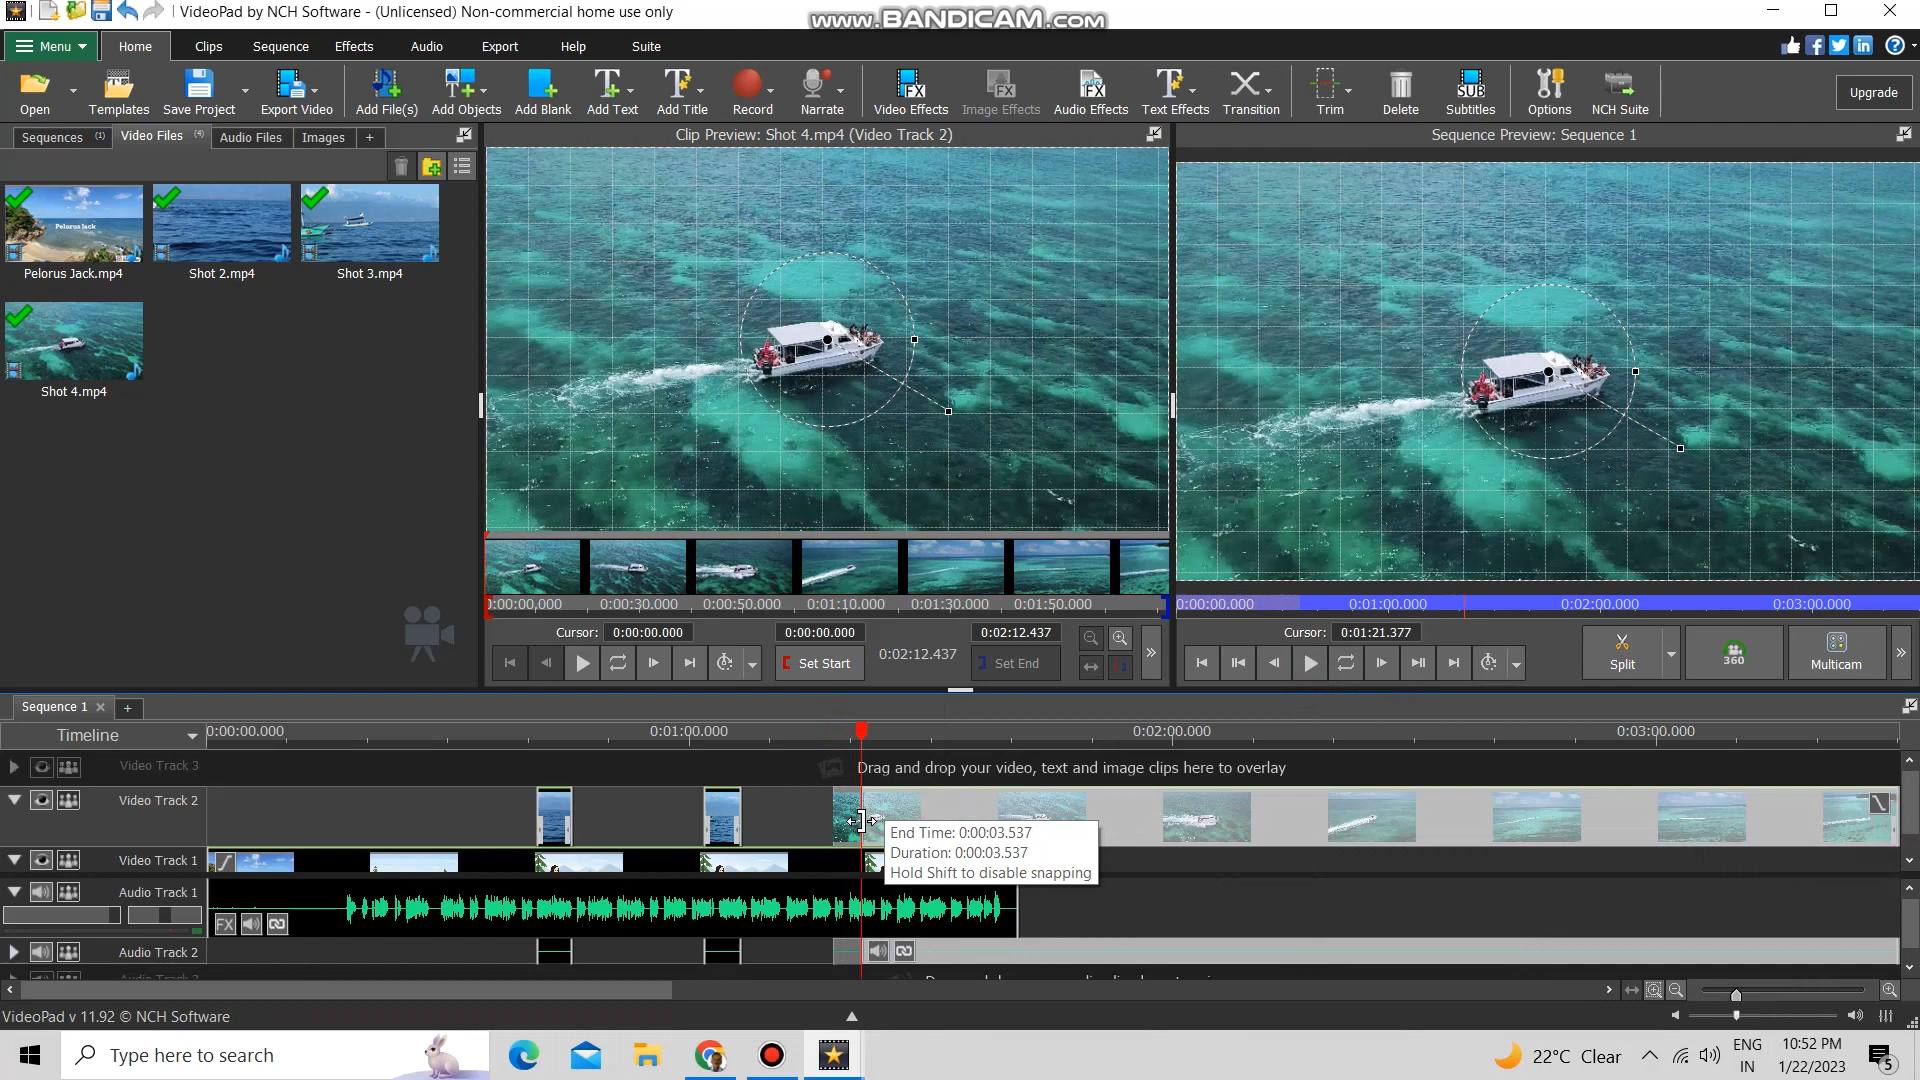 VideoPad by NCH Software - (Unlicensed) Non-commercial home use only
www.BANDICAM.com
Menu Home Clips Sequence Effects Audio Export Help Suite
Open Templates Save Project Export Video Add File(s) Add Objects Add Blank Add Text Add Title Record Narrate Video Effects Image Effects Audio Effects Text Effects Transition Trim Delete Subtitles Options NCH Suite Upgrade
Sequences (1) Video Files (4) Audio Files Images +
Clip Preview: Shot 4.mp4 (Video Track 2)
Sequence Preview: Sequence 1
Pelorus Jack
Pelorus Jack.mp4 Shot 2.mp4 Shot 3.mp4
Shot 4.mp4
0:00:00,000 0:00:30.000 0:00:50.000 0:01:10.000 0:01:30.000 0:01:50.000
0:00:00.000 0:01:00.000 0:02:00.000 0:03:00.000
Cursor: 0:00:00.000 0:00:00.000 0:02:12.437
Set Start 0:02:12.437 Set End
Cursor: 0:01:21.377
Split 360 Multicam
Sequence 1 × +
Timeline 0:00:00.000 0:01:00.000 0:02:00.000 0:03:00.000
Video Track 3 Drag and drop your video, text and image clips here to overlay
Video Track 2
End Time: 0:00:03.537
Duration: 0:00:03.537
Hold Shift to disable snapping
Video Track 1
Audio Track 1
FX
Audio Track 2
VideoPad v 11.92 © NCH Software
Type here to search
22°C Clear
ENG
IN
10:52 PM
1/22/2023
5